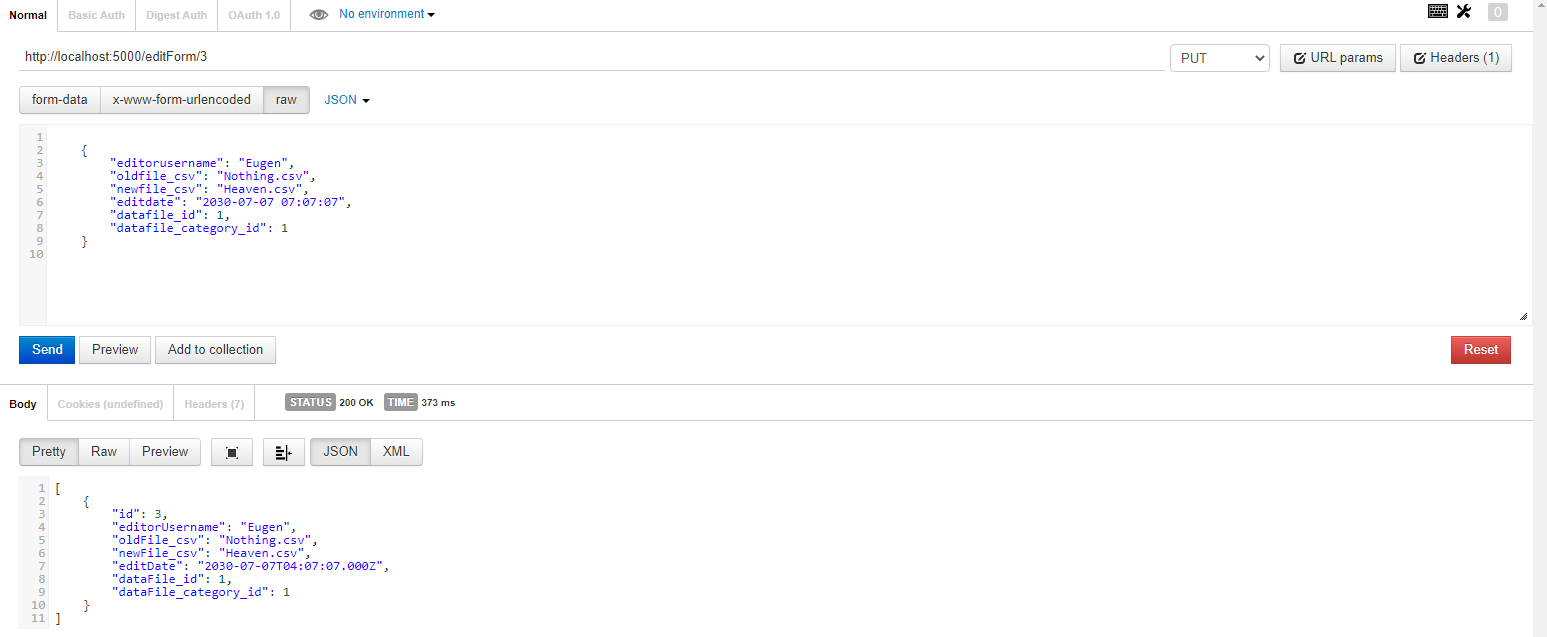 Normal Basic Auth Digest Auth OAuth 1.0 No environment 0
http://localhost:5000/editForm/3 PUT URL params Headers (1)
form-data x-www-form-urlencoded raw JSON
1
2 {
3 "editorusername": "Eugen",
4 "oldfile_csv": "Nothing.csv",
5 "newfile_csv": "Heaven.csv",
6 "editdate": "2030-07-07 07:07:07",
7 "datafile_id": 1,
8 "datafile_category_id": 1
9 }
10
Send Preview Add to collection Reset
Body Cookies (undefined) Headers (7) STATUS 200 OK TIME 373 ms
Pretty Raw Preview JSON XML
1 [
2 {
3 "id": 3,
4 "editorUsername": "Eugen",
5 "oldFile_csv": "Nothing.csv",
6 "newFile_csv": "Heaven.csv",
7 "editDate": "2030-07-07T04:07:07.000Z",
8 "dataFile_id": 1,
9 "dataFile_category_id": 1
10 }
11 ]